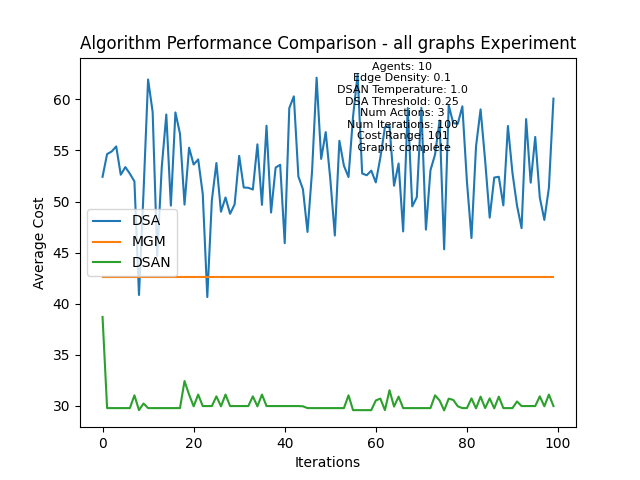 Algorithm Performance Comparison - all graphs Experiment
Agents: 10
Edge Density: 0.1
DSAN Temperature: 1.0
DSA Threshold: 0.25
Num Actions: 3
Num Iterations: 100
Cost Range: 101
Graph: complete
60
55
50
45
40
35
30
Average Cost
DSA
MGM
DSAN
0
20
40
60
80
100
Iterations